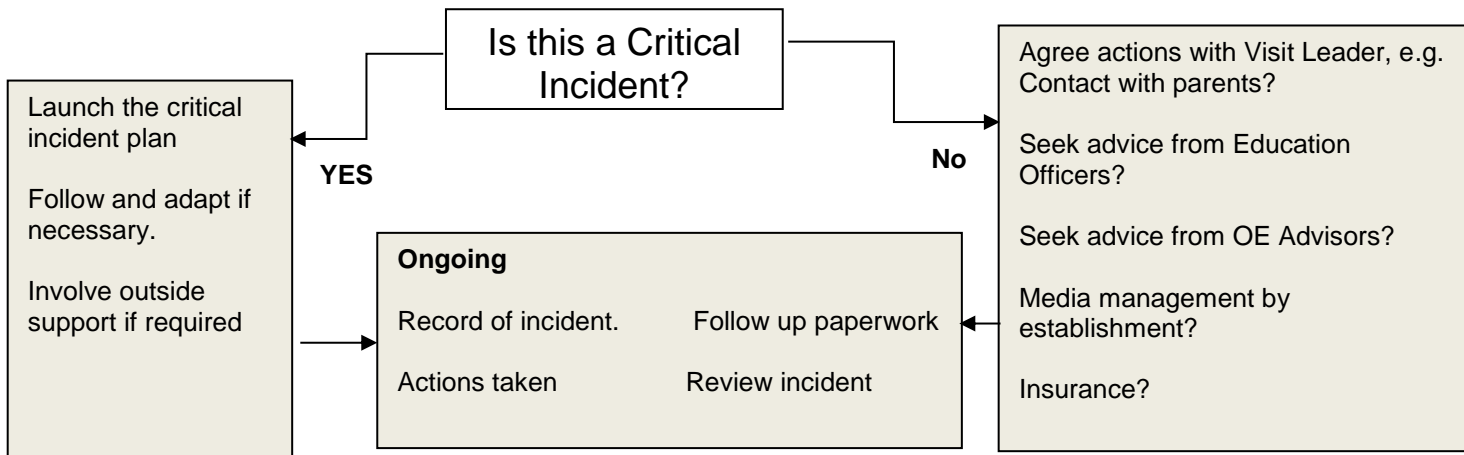 Is this a Critical
Incident?
Launch the critical
incident plan
Follow and adapt if
necessary.
Involve outside
support if required
YES
No
Agree actions with Visit Leader, e.g.
Contact with parents?
Seek advice from Education
Officers?
Seek advice from OE Advisors?
Media management by
establishment?
Insurance?
Ongoing
Record of incident. Follow up paperwork
Actions taken Review incident